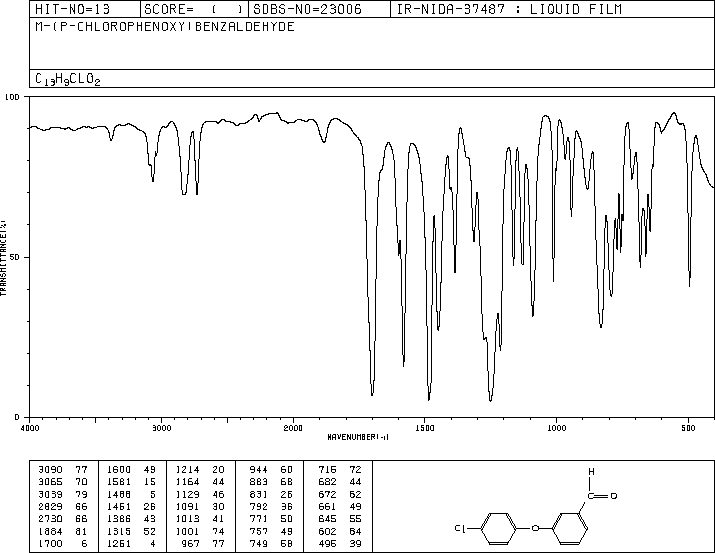 HIT-NO=13 SCORE= ( ) SDBS-NO=23006 IR-NIDA-37487 : LIQUID FILM
M-(P-CHLOROPHENOXY)BENZALDEHYDE
C13H9CLO2
100
50
0
TRANSMITTANCE(%)
4000 3000 2000 1500 1000 500
WAVENUMBER(-1)
3090 77 1600 49 1214 20 944 60 716 72
3065 70 1581 15 1164 44 883 68 682 44
3039 79 1488 5 1129 46 831 26 672 62
2829 66 1451 26 1091 30 792 36 661 49
2730 66 1386 43 1013 41 771 50 645 55
1884 81 1315 52 1001 74 757 49 602 84
1700 6 1251 4 967 77 749 58 496 39
H
C O
Cl O